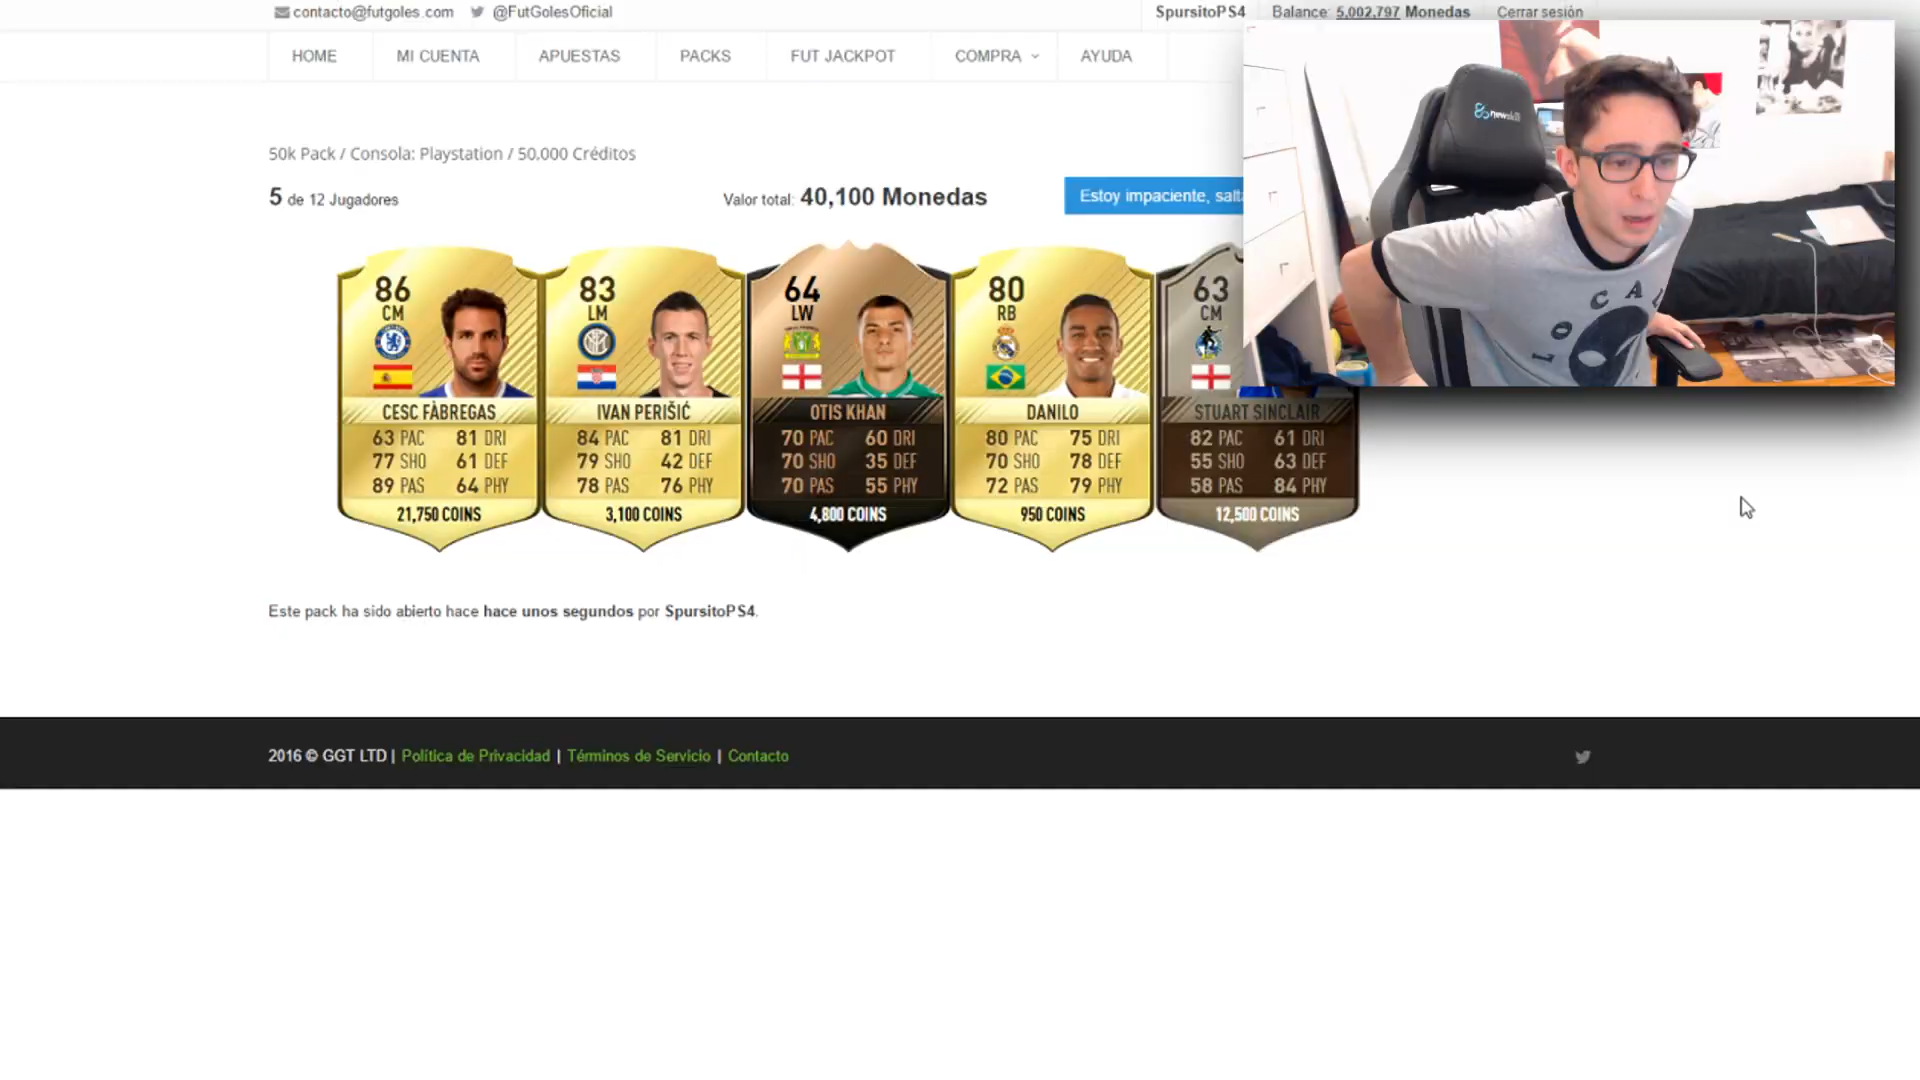 contacto@futgoles.com @FutGolesOficial SpursitoPS4 Balance: 5,002,797 Monedas Cerrar sesión
HOME MI CUENTA APUESTAS PACKS FUT JACKPOT COMPRA AYUDA
50k Pack / Consola: Playstation / 50.000 Créditos
5 de 12 Jugadores Valor total: 40,100 Monedas Estoy impaciente, salta
86 CM
CESC FÀBREGAS
63 PAC 81 DRI
77 SHO 61 DEF
89 PAS 64 PHY
21,750 COINS
83 LM
IVAN PERIŠIĆ
84 PAC 81 DRI
79 SHO 42 DEF
78 PAS 76 PHY
3,100 COINS
64 LW
OTIS KHAN
70 PAC 60 DRI
70 SHO 35 DEF
70 PAS 55 PHY
4,800 COINS
80 RB
DANILO
80 PAC 75 DRI
70 SHO 78 DEF
72 PAS 79 PHY
950 COINS
63 CM
STUART SINCLAIR
82 PAC 61 DRI
55 SHO 63 DEF
58 PAS 84 PHY
12,500 COINS
newskill
LOCAL
Este pack ha sido abierto hace hace unos segundos por SpursitoPS4.
2016 © GGT LTD | Política de Privacidad | Términos de Servicio | Contacto